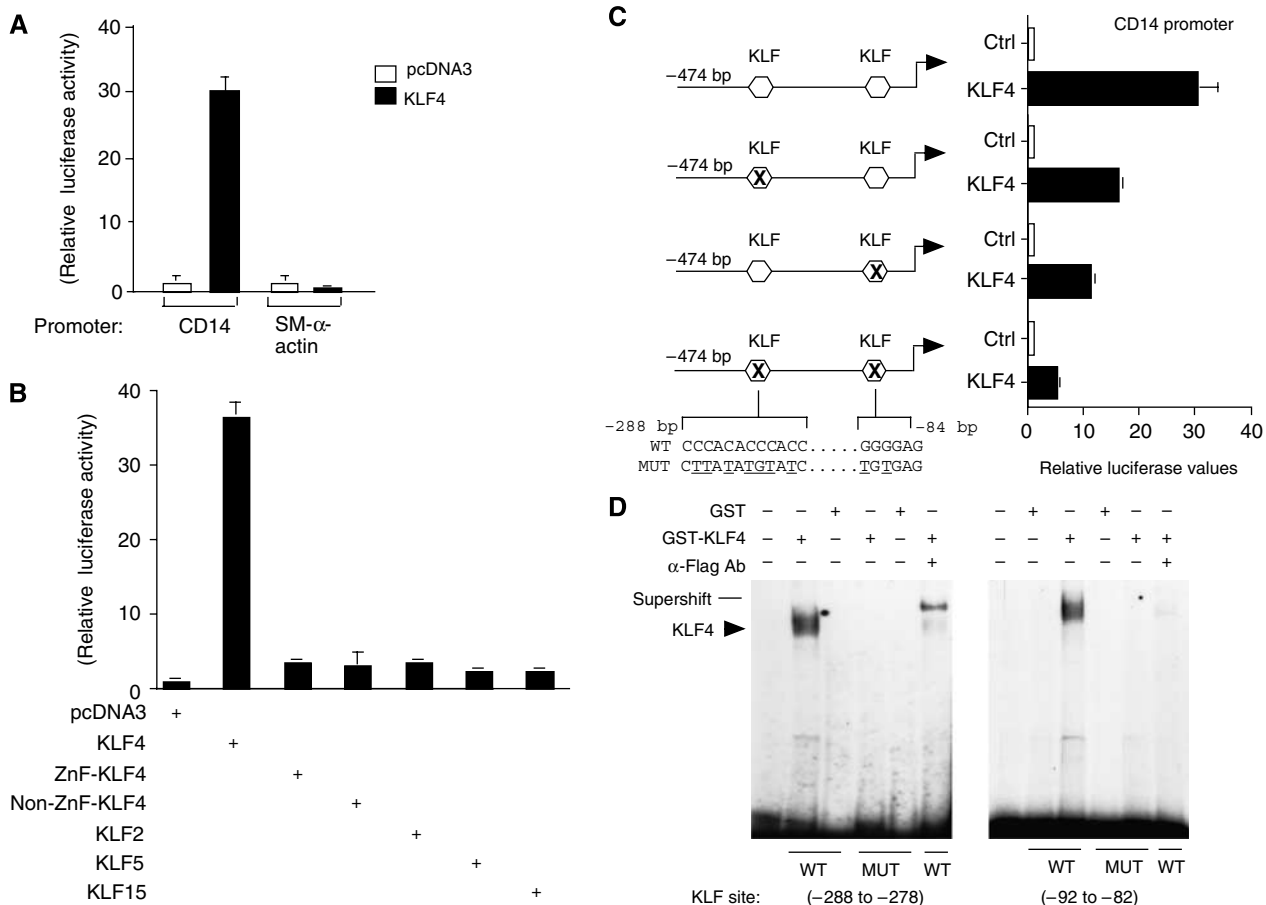 A
(Relative luciferase activity)
40
30
20
10
0
pcDNA3
KLF4
Promoter:
CD14
SM-α-
actin
B
(Relative luciferase activity)
40
30
20
10
0
pcDNA3 +
KLF4 +
ZnF-KLF4 +
Non-ZnF-KLF4 +
KLF2 +
KLF5 +
KLF15 +
C
CD14 promoter
KLF KLF
−474 bp
Ctrl
KLF4
KLF KLF
−474 bp
X
Ctrl
KLF4
KLF KLF
−474 bp
X
Ctrl
KLF4
KLF KLF
−474 bp
X X
Ctrl
KLF4
−288 bp −84 bp
WT CCCACACCCACC.....GGGGAG
MUT CTTATATGTATC.....TGTGAG
0 10 20 30 40
Relative luciferase values
D
GST − − + − + − − + − + − −
GST-KLF4 − + − + − + − − + − + +
α-Flag Ab − − − − − + − − − − − +
Supershift
KLF4
WT MUT WT WT MUT WT
KLF site: (−288 to −278) (−92 to −82)